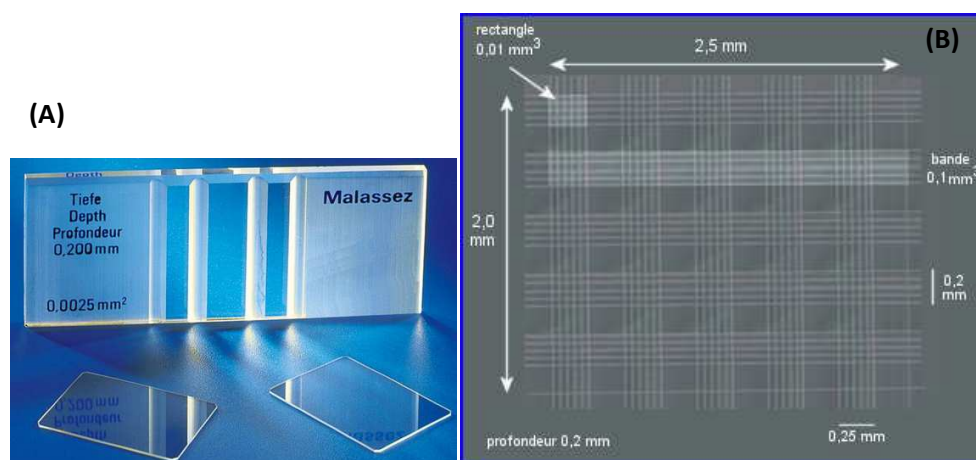 (A)
Tiefe
Depth
Profondeur
0,200 mm
0,0025 mm²
Malassez
(B)
rectangle
0,01 mm³
2,5 mm
bande
0,1mm³
2,0
mm
0,2
mm
0,25 mm
profondeur 0,2 mm